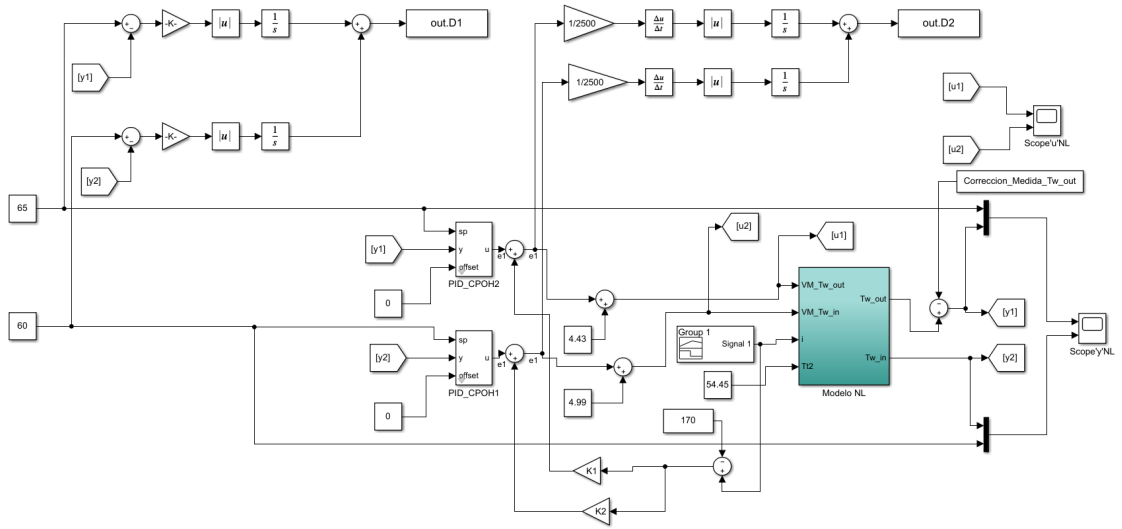 -K-
|u|
1
s
out.D1
[y1]
-K-
|u|
1
s
[y2]
1/2500
Δu
Δt
|u|
1
s
out.D2
1/2500
Δu
Δt
|u|
1
s
[u1]
[u2]
Scope'u'NL
Correccion_Medida_Tw_out
65
60
sp
y
u
offset
PID_CPOH2
[y1]
0
e1
e1
sp
y
u
offset
PID_CPOH1
[y2]
0
e1
e1
[u2]
[u1]
4.43
4.99
Group 1
Signal 1
54.45
VM_Tw_out
VM_Tw_in
i
Tt2
Tw_out
Tw_in
Modelo NL
[y1]
[y2]
Scope'y'NL
170
K1
K2